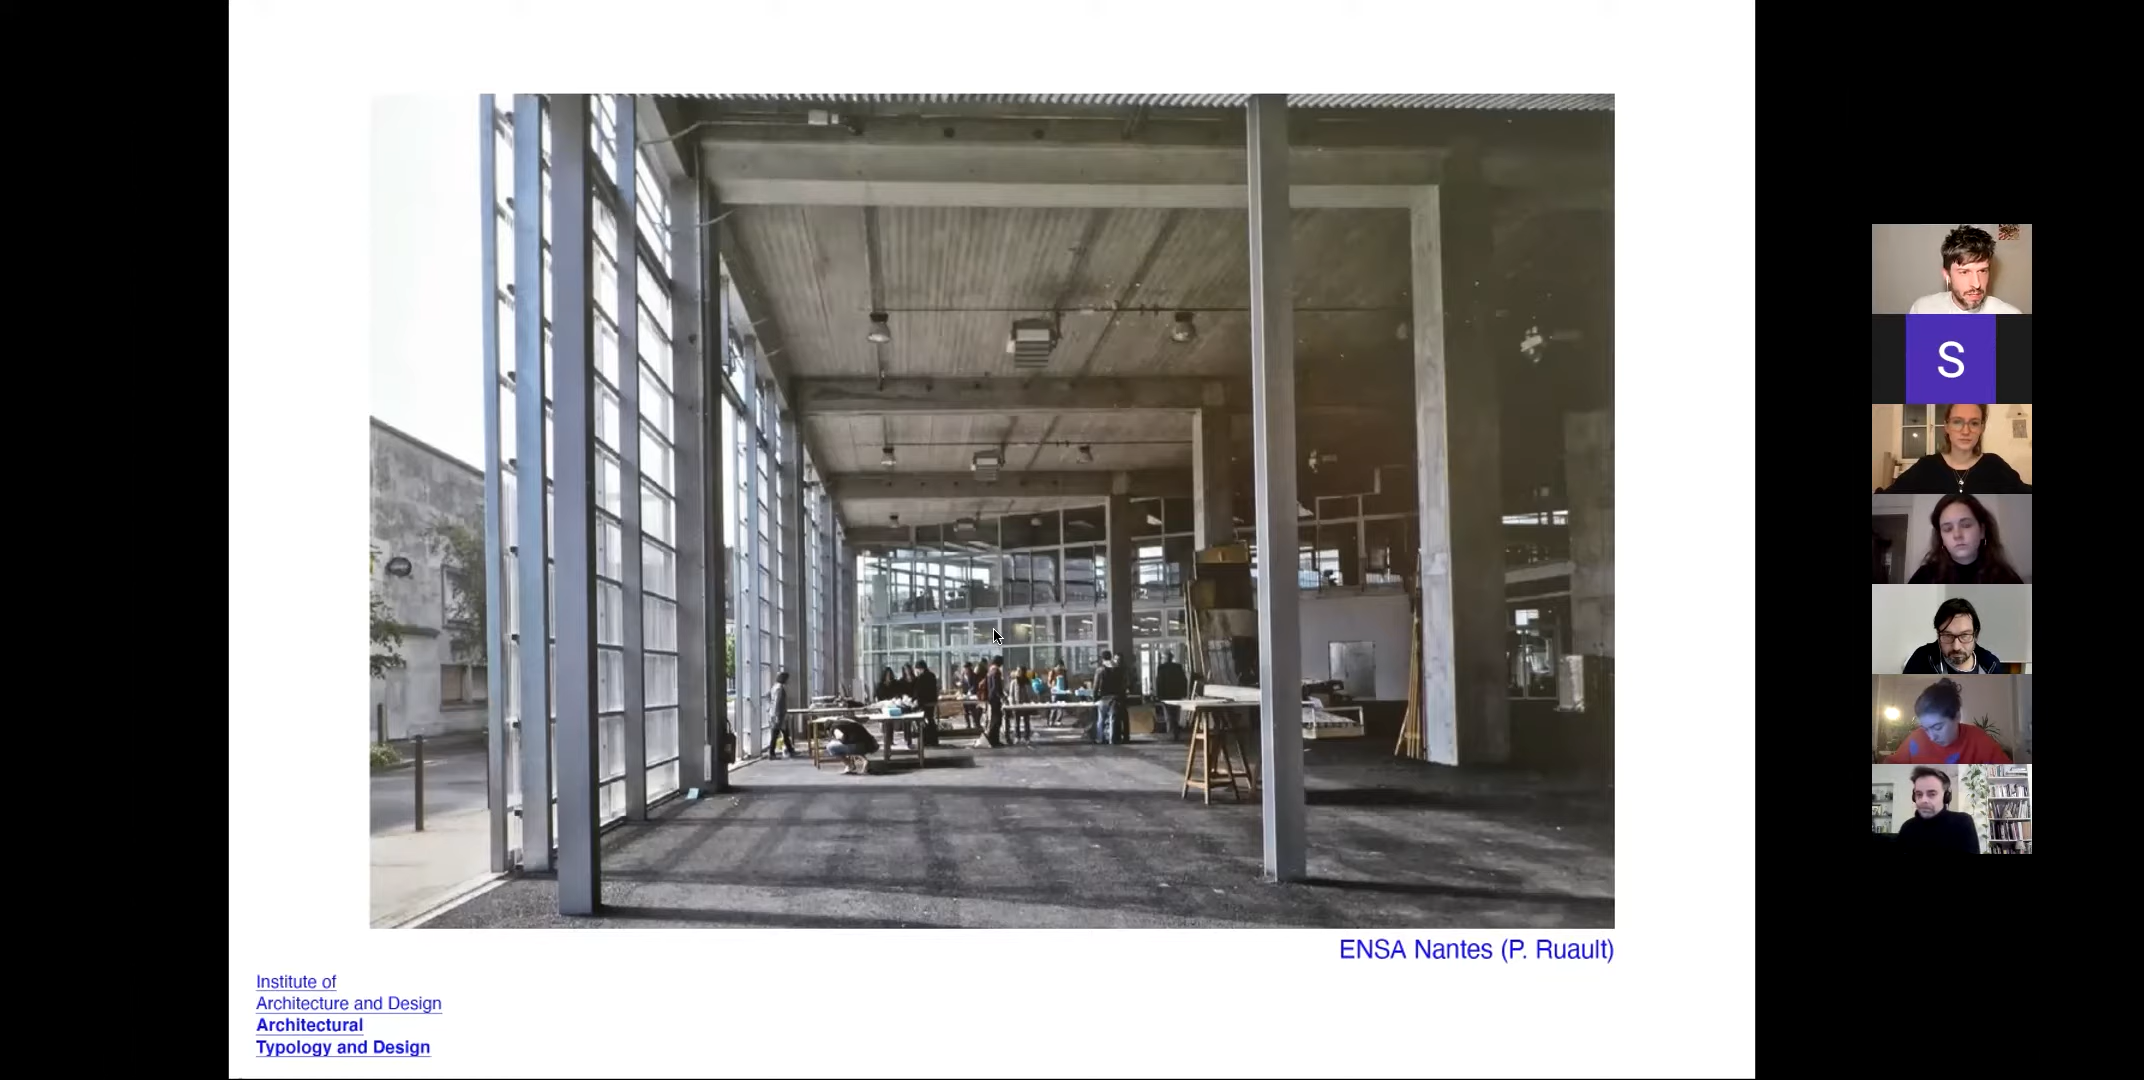 S
ENSA Nantes (P. Ruault)
Institute of
Architecture and Design
Architectural
Typology and Design